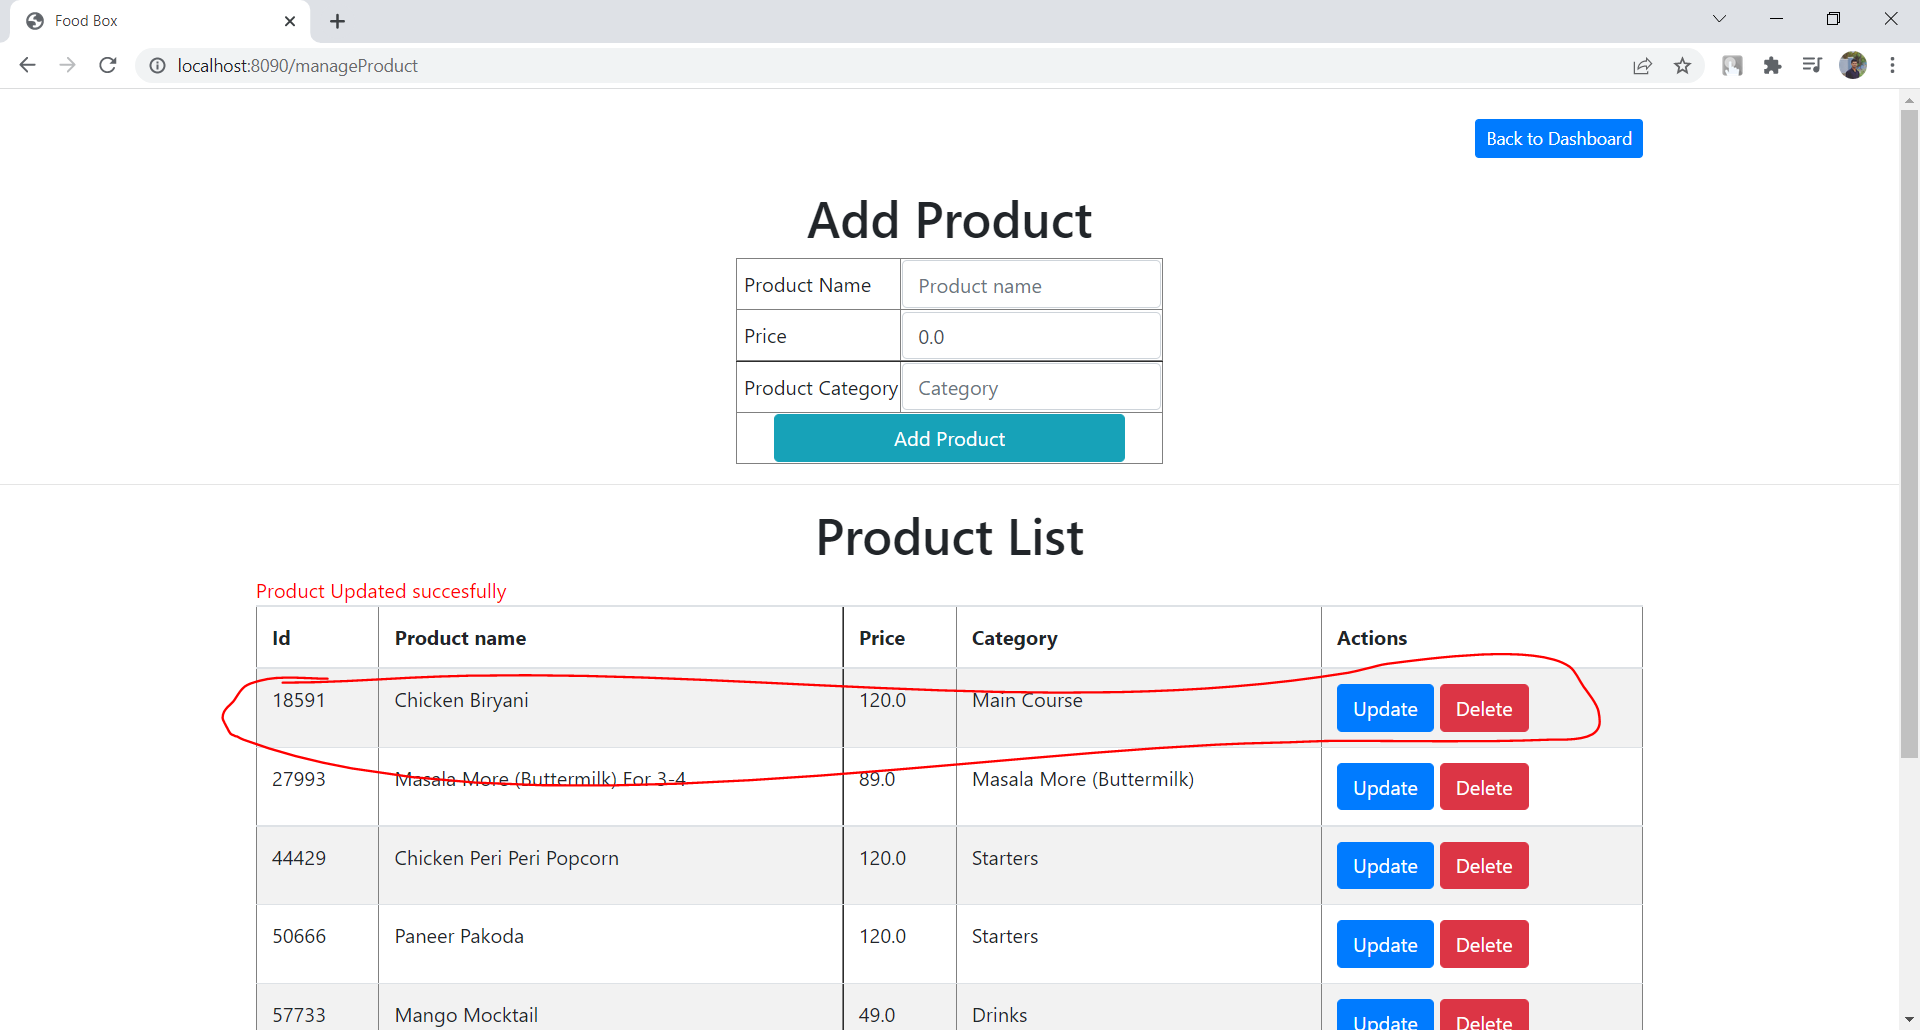 Food Box
localhost:8090/manageProduct
Back to Dashboard
Add Product
Product Name Product name
Price 0.0
Product Category Category
Add Product
Product List
Product Updated succesfully
Id Product name Price Category Actions
18591 Chicken Biryani 120.0 Main Course Update Delete
27993 Masala More (Buttermilk) For 3-4 89.0 Masala More (Buttermilk) Update Delete
44429 Chicken Peri Peri Popcorn 120.0 Starters Update Delete
50666 Paneer Pakoda 120.0 Starters Update Delete
57733 Mango Mocktail 49.0 Drinks Update Delete